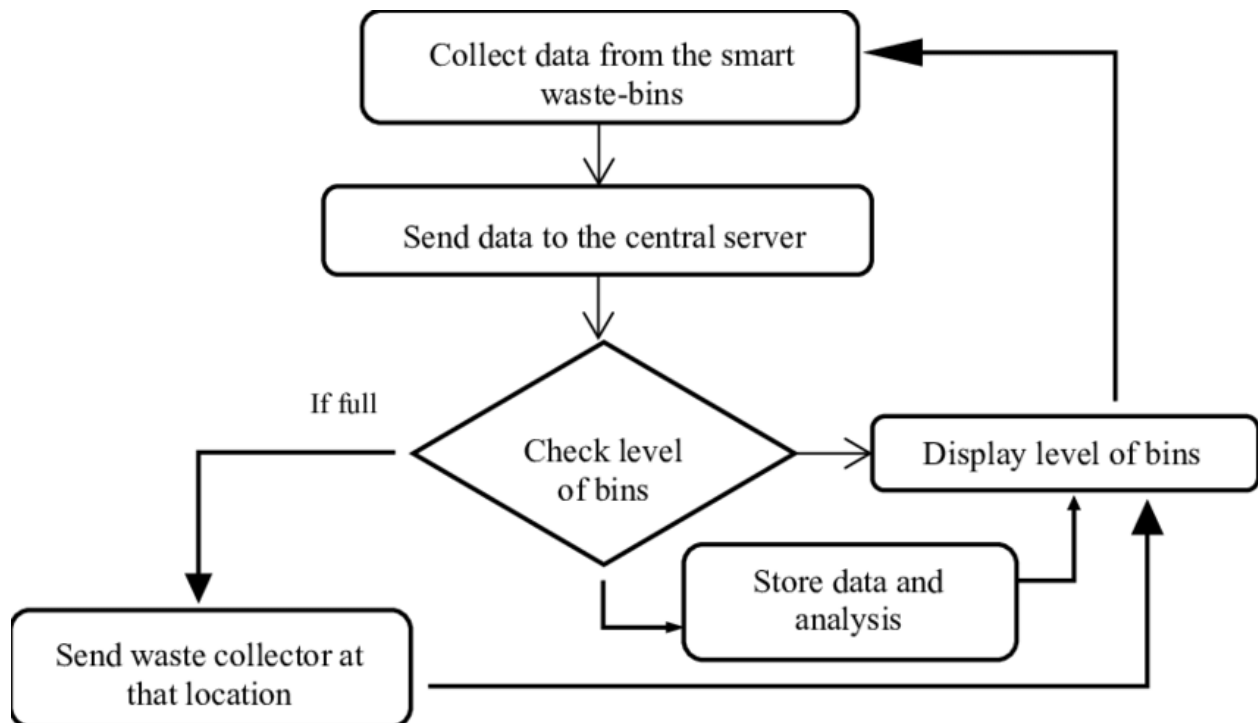 Collect data from the smart
waste-bins
Send data to the central server
If full
Check level
of bins
Display level of bins
Store data and
analysis
Send waste collector at
that location